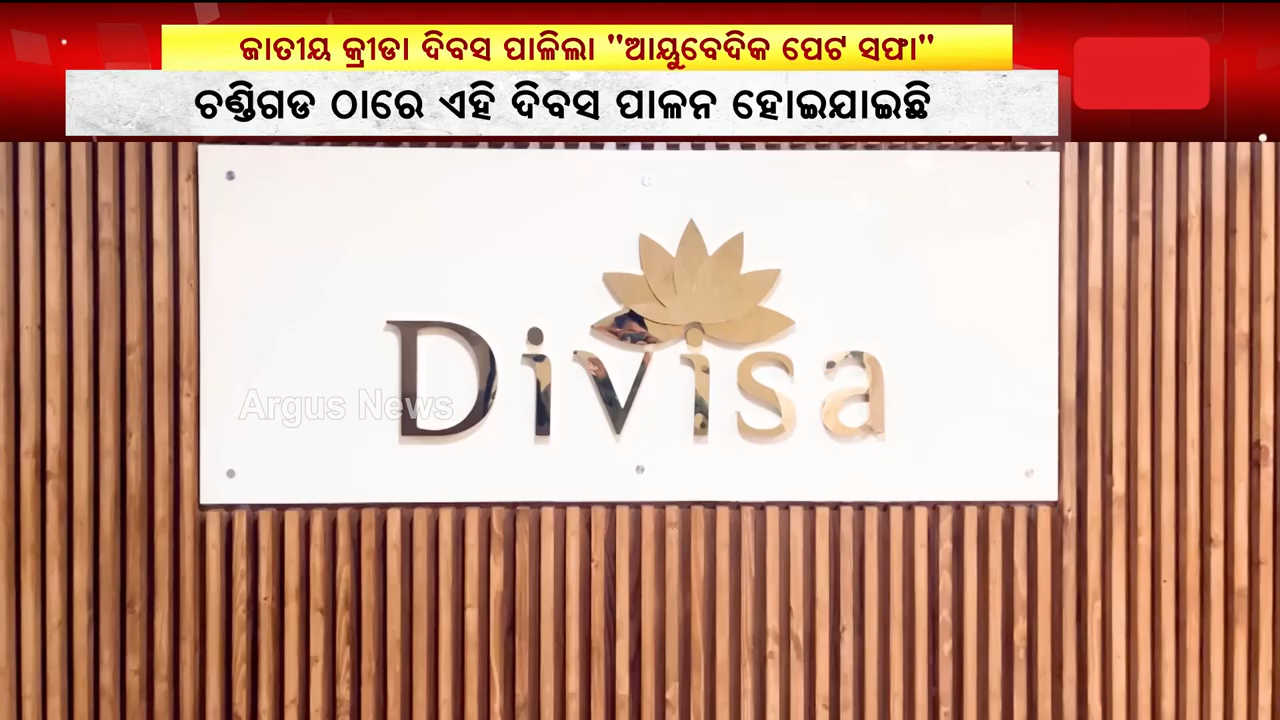 ଜାତୀୟ କ୍ରୀଡା ଦିବସ ପାଳିଲା "ଆୟୁବେଦିକ ପେଟ ସଫା"
ଚଣ୍ଡିଗଡ ଠାରେ ଏହି ଦିବସ ପାଳନ ହୋଇଯାଇଛି
Divisa
Argus News